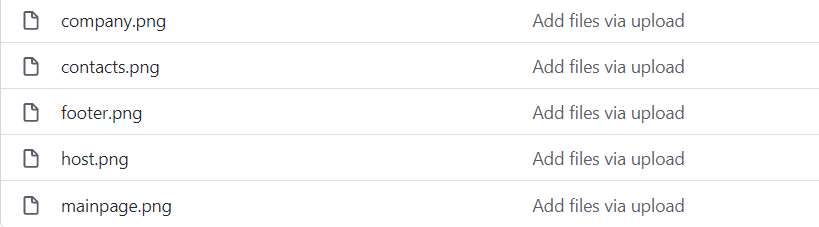 company.png Add files via upload
contacts.png Add files via upload
footer.png Add files via upload
host.png Add files via upload
mainpage.png Add files via upload